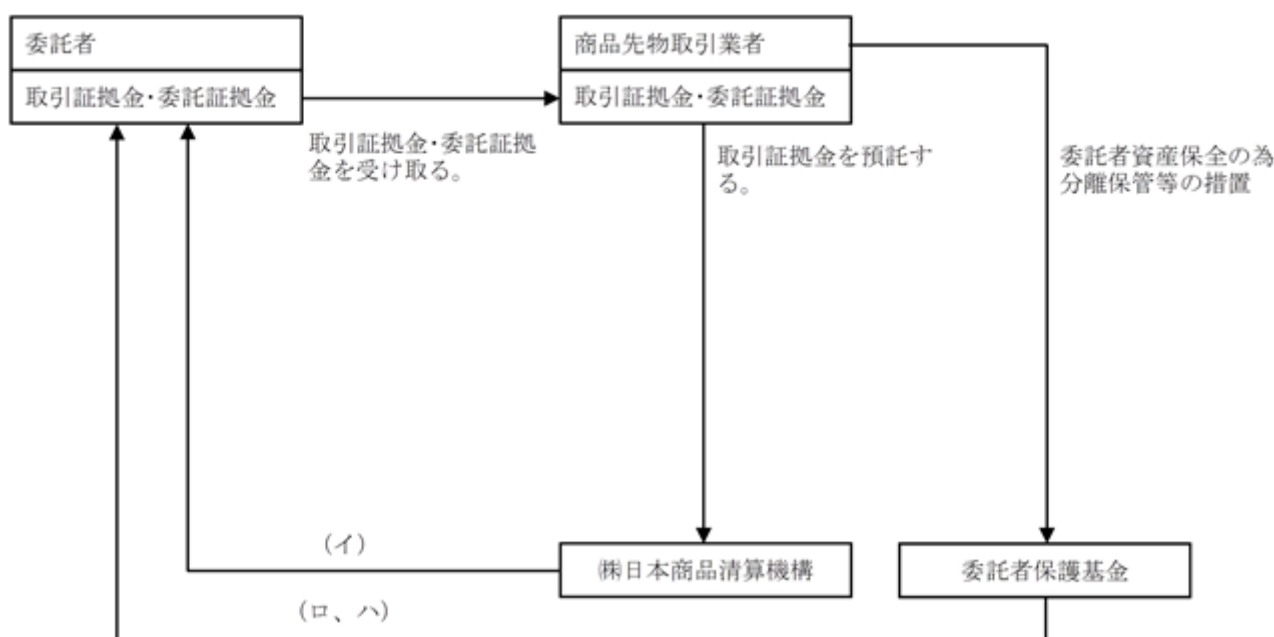 委託者
商品先物取引業者
取引証拠金・委託証拠金
取引証拠金・委託証拠金
取引証拠金・委託証拠
金を受け取る。
取引証拠金を預託す
る。
委託者資産保全の為
分離保管等の措置
(イ)
㈱日本商品清算機構
委託者保護基金
(ロ、ハ)